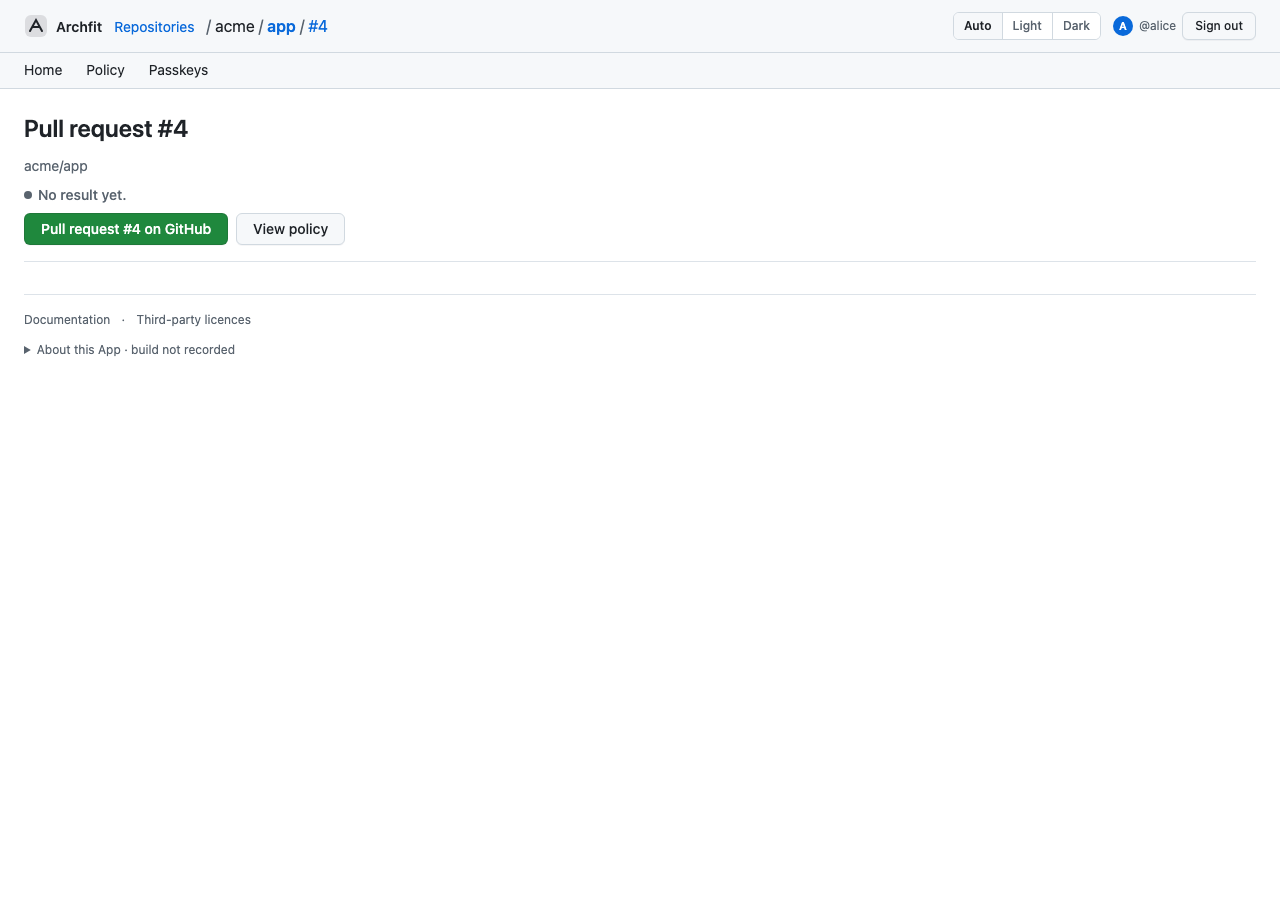 Archfit Repositories / acme / app / #4 Auto Light Dark A @alice Sign out
Home Policy Passkeys
Pull request #4
acme/app
No result yet.
Pull request #4 on GitHub View policy
Documentation · Third-party licences
About this App · build not recorded